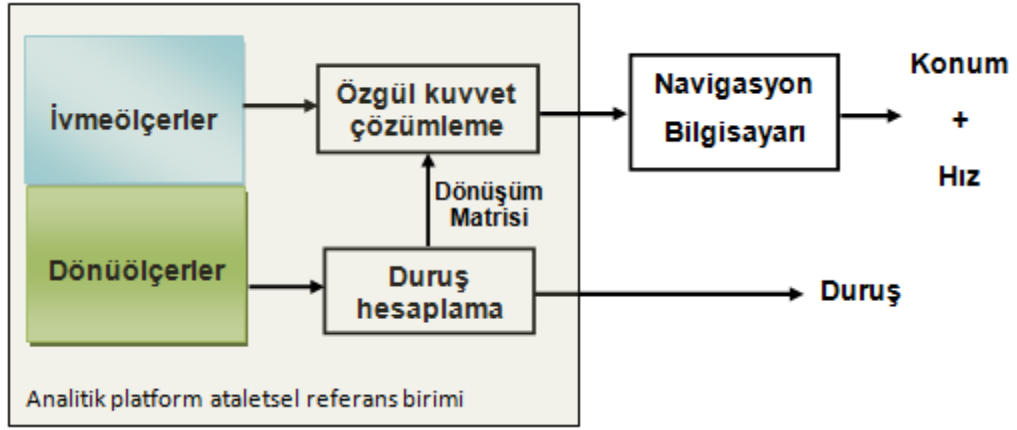 İvmeölçerler
Özgül kuvvet
çözümleme
Navigasyon
Bilgisayarı
Konum
+
Hız
Dönüşüm
Matrisi
Dönüölçerler
Duruş
hesaplama
Duruş
Analitik platform ataletsel referans birimi